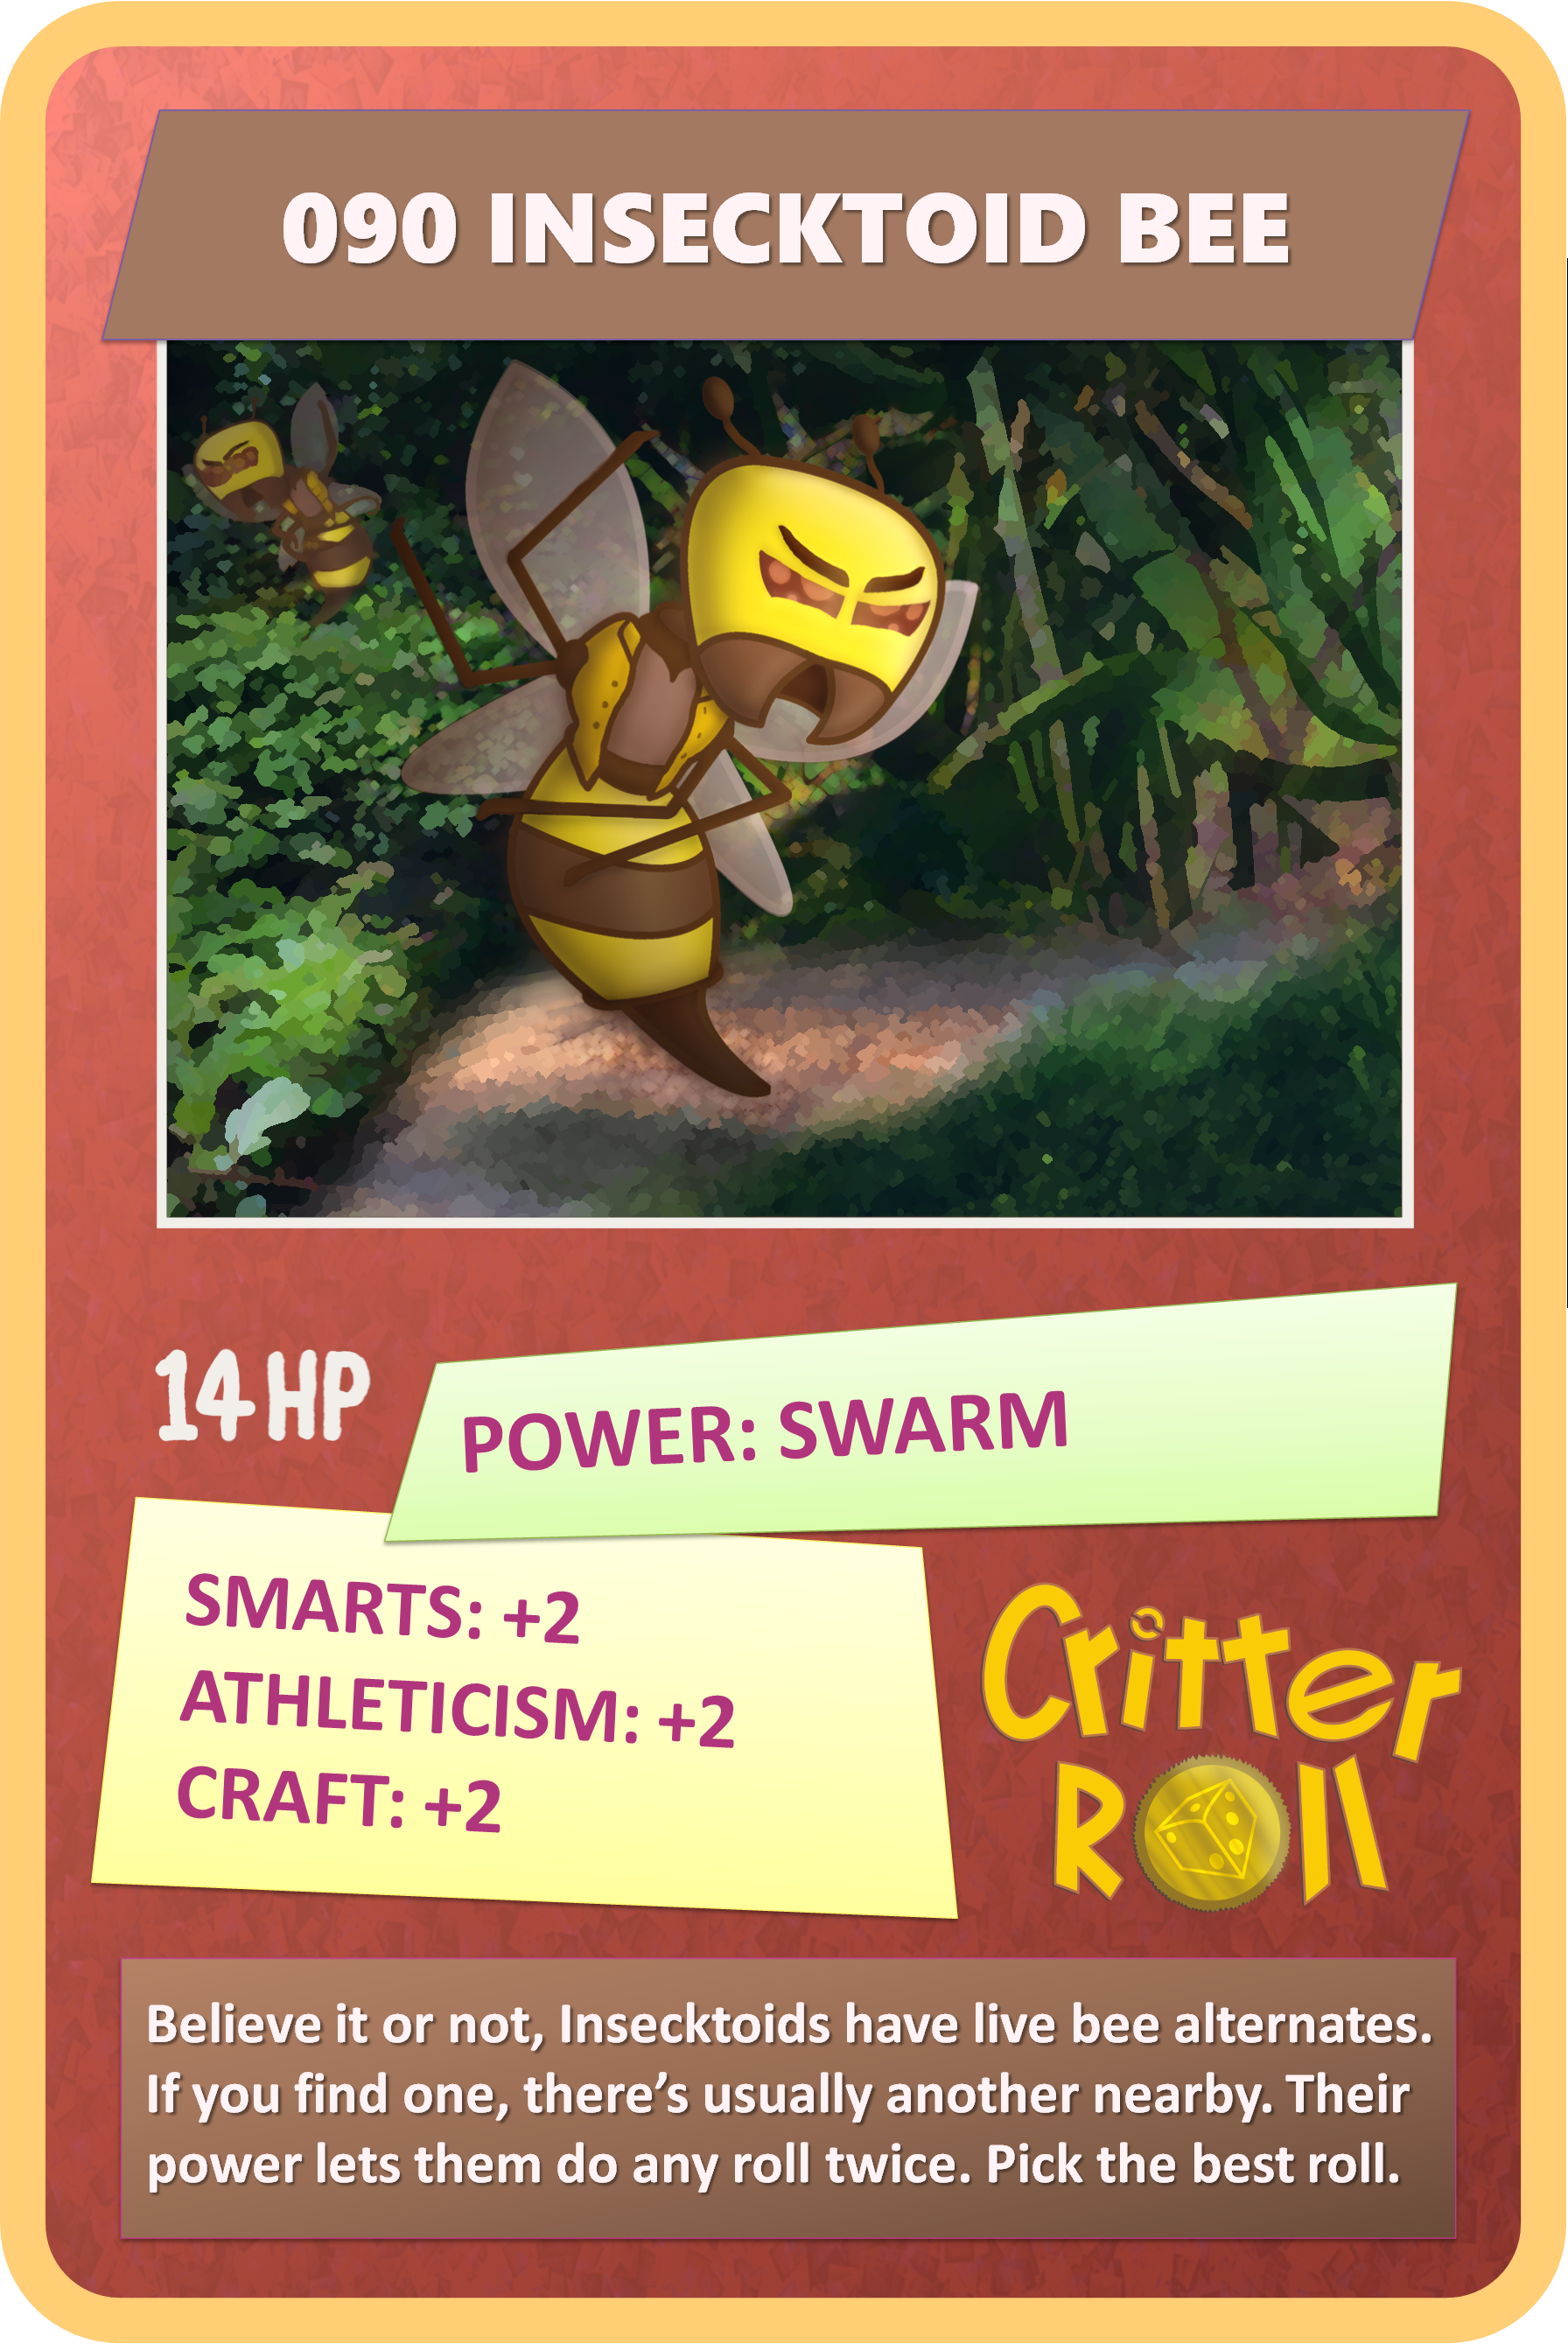 090 INSECKTOID BEE
14 HP
POWER: SWARM
SMARTS: +2
ATHLETICISM: +2
CRAFT: +2
Critter
Roll
Believe it or not, Insecktoids have live bee alternates.
If you find one, there’s usually another nearby. Their
power lets them do any roll twice. Pick the best roll.